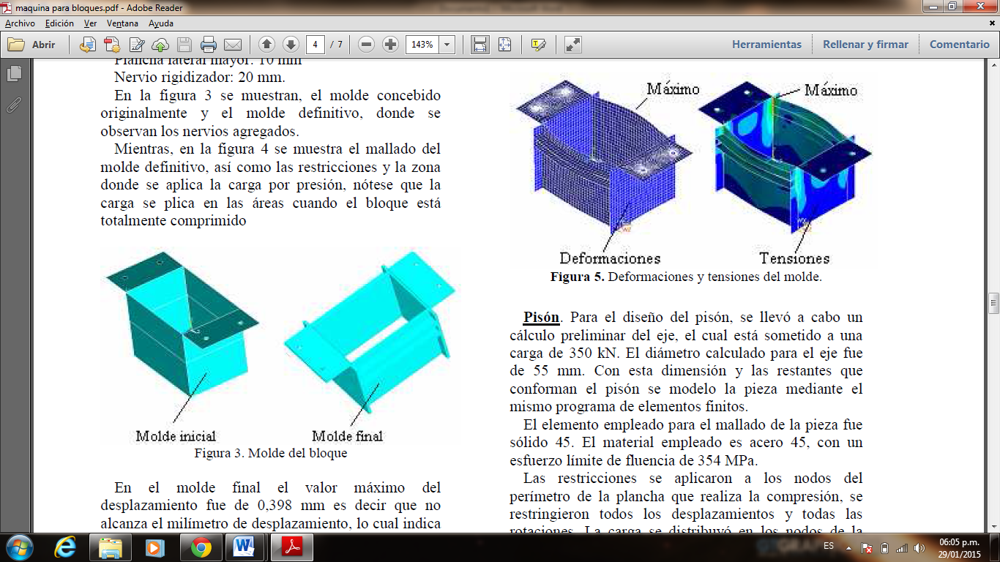 maquina para bloques.pdf - Adobe Reader
Archivo Edición Ver Ventana Ayuda
Abrir
4 / 7
143%
Herramientas Rellenar y firmar Comentario
Plancha lateral mayor: 10 mm
Nervio rigidizador: 20 mm.
En la figura 3 se muestran, el molde concebido
originalmente y el molde definitivo, donde se
observan los nervios agregados.
Mientras, en la figura 4 se muestra el mallado del
molde definitivo, así como las restricciones y la zona
donde se aplica la carga por presión, nótese que la
carga se plica en las áreas cuando el bloque está
totalmente comprimido
Molde inicial
Molde final
Figura 3. Molde del bloque
En el molde final el valor máximo del
desplazamiento fue de 0,398 mm es decir que no
alcanza el milímetro de desplazamiento, lo cual indica
Máximo
Máximo
Deformaciones
Tensiones
Figura 5. Deformaciones y tensiones del molde.
Pisón. Para el diseño del pisón, se llevó a cabo un
cálculo preliminar del eje, el cual está sometido a una
carga de 350 kN. El diámetro calculado para el eje fue
de 55 mm. Con esta dimensión y las restantes que
conforman el pisón se modelo la pieza mediante el
mismo programa de elementos finitos.
El elemento empleado para el mallado de la pieza fue
sólido 45. El material empleado es acero 45, con un
esfuerzo límite de fluencia de 354 MPa.
Las restricciones se aplicaron a los nodos del
perímetro de la plancha que realiza la compresión, se
restringieron todos los desplazamientos y todas las
rotaciones. La carga se distribuyó en los nodos de la
ES
06:05 p.m.
29/01/2015